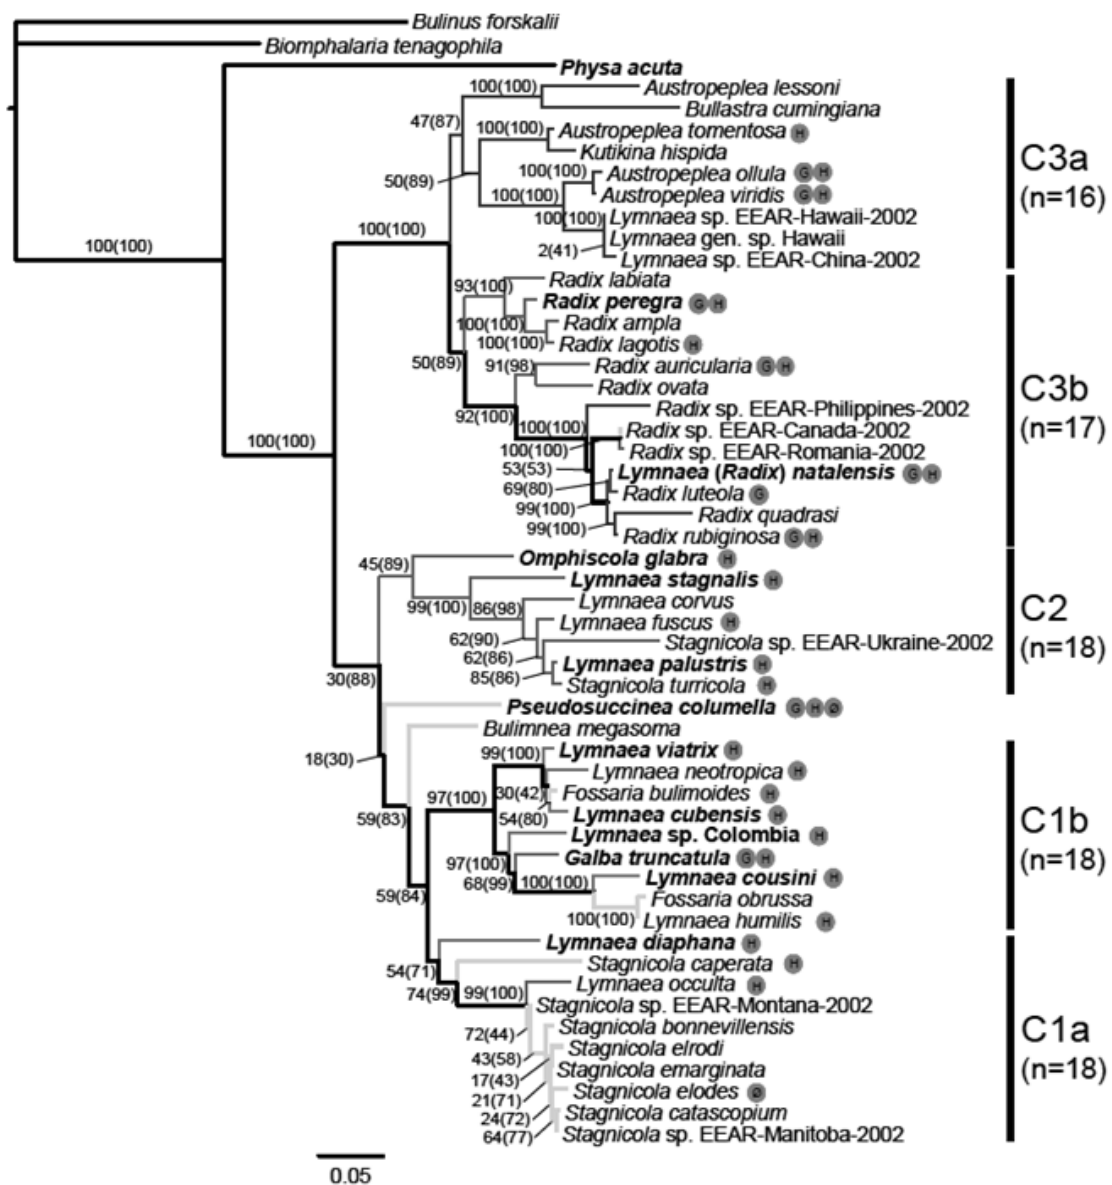 Bulinus forskalii
Biomphalaria tenagophila
Physa acuta
100(100) Austropeplea lessoni
Bullastra cumingiana
47(87)
100(100) Austropeplea tomentosa H
Kutikina hispida
50(89)
100(100) Austropeplea ollula G H
100(100) Austropeplea viridis G H
100(100) Lymnaea sp. EEAR-Hawaii-2002
Lymnaea gen. sp. Hawaii
2(41)
Lymnaea sp. EEAR-China-2002
C3a
(n=16)
100(100)
100(100)
93(100) Radix labiata
Radix peregra G H
100(100) Radix ampla
100(100) Radix lagotis H
50(89)
91(98) Radix auricularia G H
Radix ovata
92(100)
Radix sp. EEAR-Philippines-2002
100(100) Radix sp. EEAR-Canada-2002
100(100) Radix sp. EEAR-Romania-2002
53(53) Lymnaea (Radix) natalensis G H
69(80) Radix luteola G
99(100) Radix quadrasi
99(100) Radix rubiginosa G H
C3b
(n=17)
100(100)
45(89) Omphiscola glabra H
Lymnaea stagnalis H
99(100) 86(98) Lymnaea corvus
Lymnaea fuscus H
62(90) Stagnicola sp. EEAR-Ukraine-2002
62(86) Lymnaea palustris H
85(86) Stagnicola turricola H
C2
(n=18)
30(88)
Pseudosuccinea columella G H Ø
Bulimnea megasoma
18(30)
99(100) Lymnaea viatrix H
Lymnaea neotropica H
97(100) 30(42) Fossaria bulimoides H
59(83) 54(80) Lymnaea cubensis H
Lymnaea sp. Colombia H
97(100) Galba truncatula G H
68(99) 100(100) Lymnaea cousini H
59(84) Fossaria obrussa
100(100) Lymnaea humilis H
C1b
(n=18)
Lymnaea diaphana H
54(71) Stagnicola caperata H
74(99) 99(100) Lymnaea occulta H
Stagnicola sp. EEAR-Montana-2002
72(44) Stagnicola bonnevillensis
43(58) Stagnicola elrodi
17(43) Stagnicola emarginata
21(71) Stagnicola elodes Ø
24(72) Stagnicola catascopium
64(77) Stagnicola sp. EEAR-Manitoba-2002
C1a
(n=18)
0.05